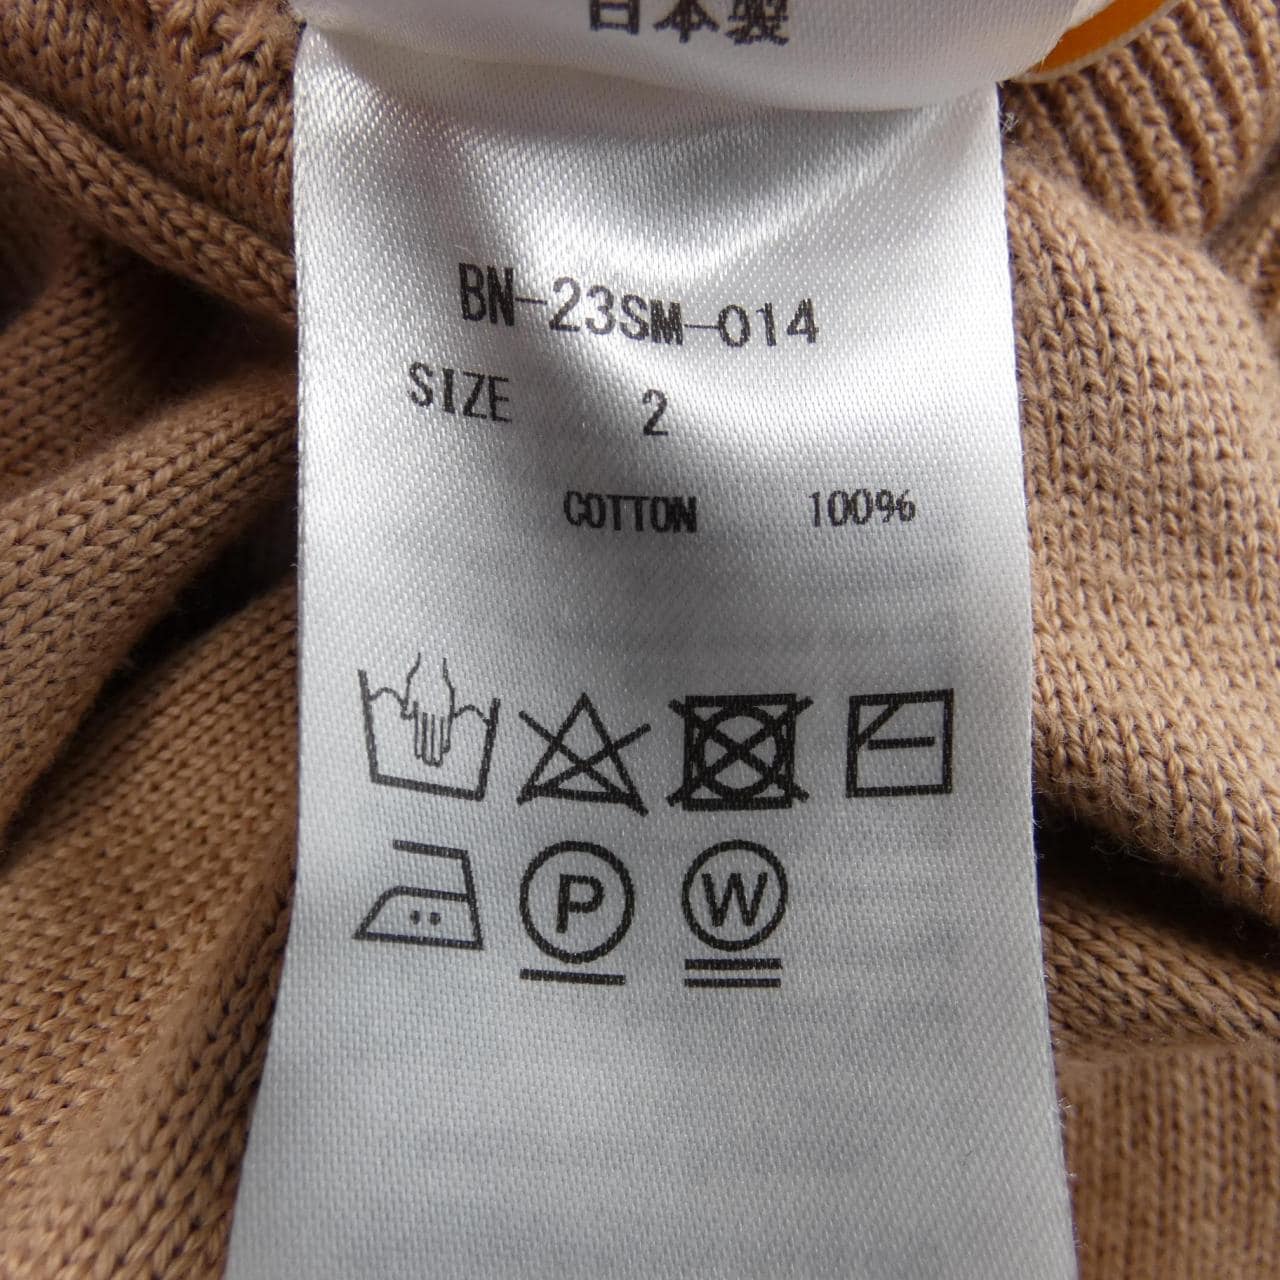 日本製
BN-23SM-014
SIZE 2
COTTON 100%
P
W